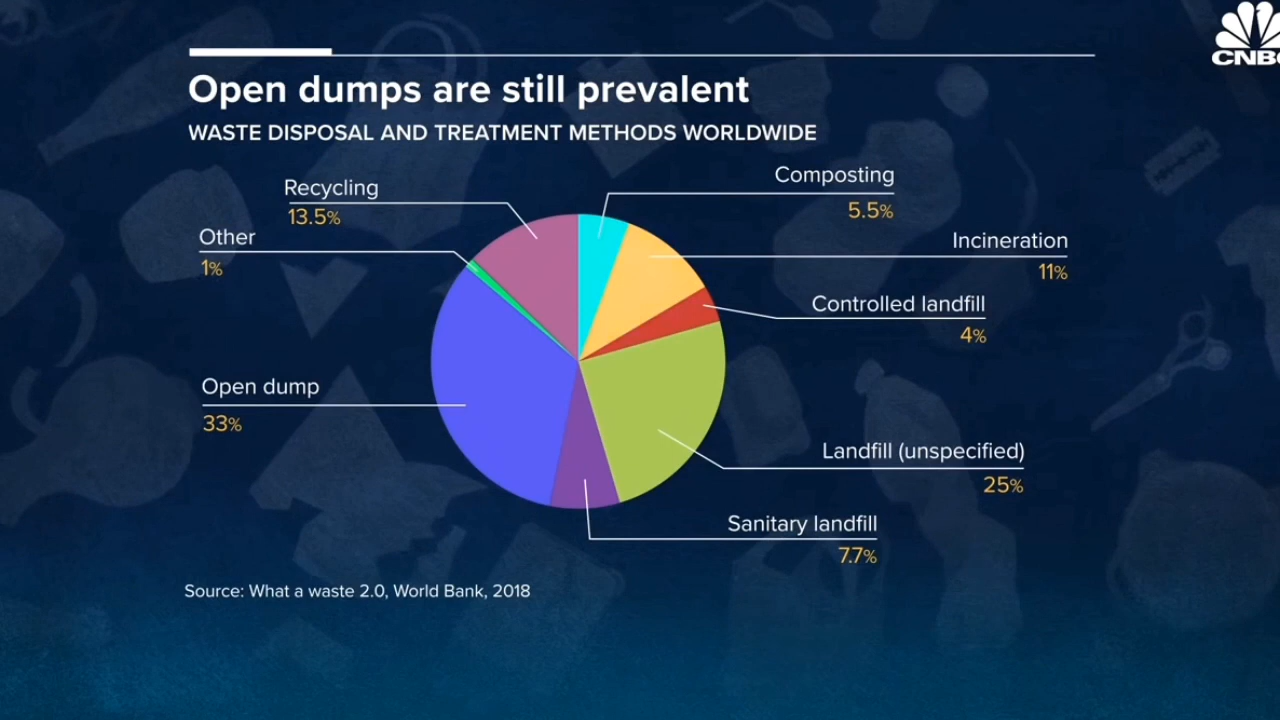 CNBC
Open dumps are still prevalent
WASTE DISPOSAL AND TREATMENT METHODS WORLDWIDE
Recycling
13.5%
Composting
5.5%
Other
1%
Incineration
11%
Controlled landfill
4%
Open dump
33%
Landfill (unspecified)
25%
Sanitary landfill
7.7%
Source: What a waste 2.0, World Bank, 2018